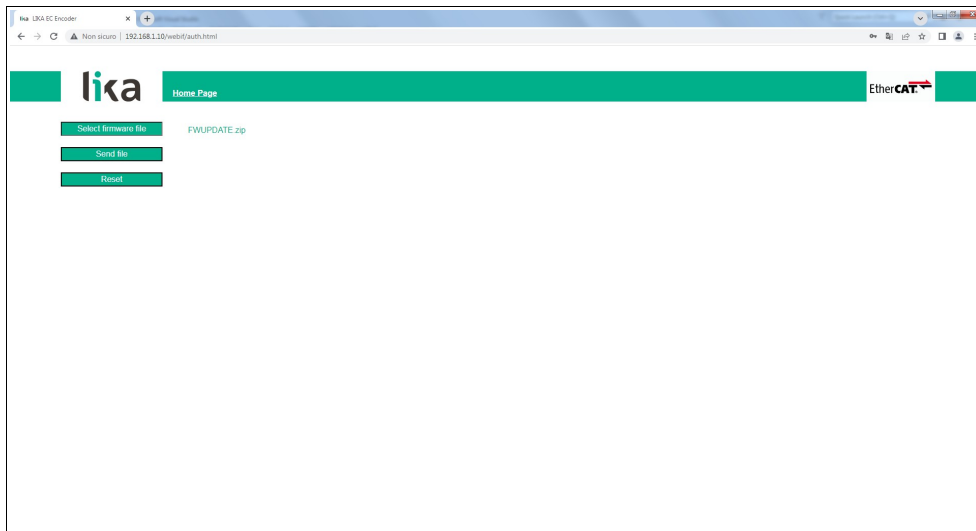 lika LIKA EC Encoder
Non sicuro | 192.168.1.10/webif/auth.html
lika
Home Page
EtherCAT.
Select firmware file
FWUPDATE.zip
Send file
Reset